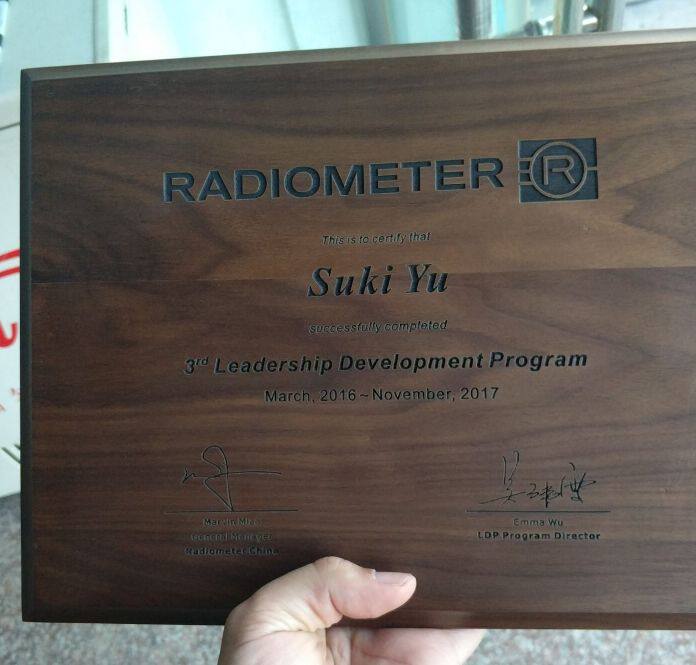 RADIOMETER R
This is to certify that
Suki Yu
successfully completed
3rd Leadership Development Program
March, 2016~November, 2017
Emma Wu
General Manager
LDP Program Director
Radiometer China